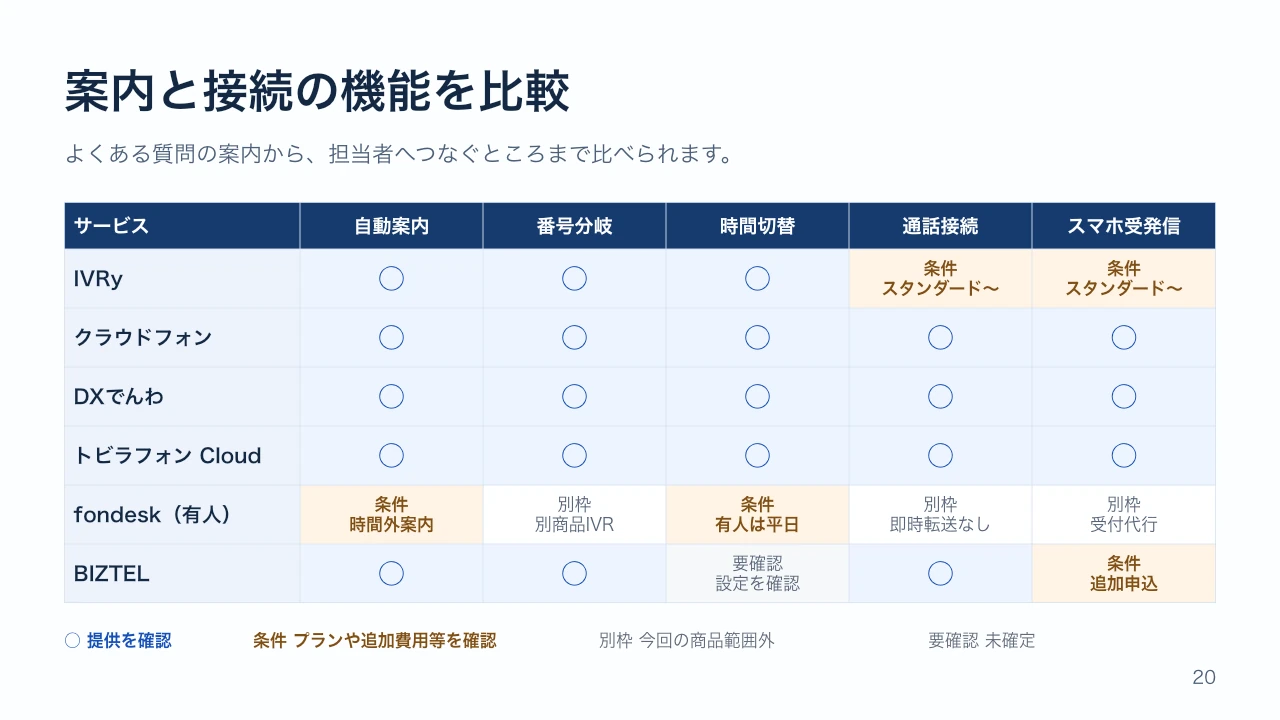 案内と接続の機能を比較
よくある質問の案内から、担当者へつなぐところまで比べられます。
サービス 自動案内 番号分岐 時間切替 通話接続 スマホ受発信
IVRy ◯ ◯ ◯ 条件 スタンダード〜 条件 スタンダード〜
クラウドフォン ◯ ◯ ◯ ◯ ◯
DXでんわ ◯ ◯ ◯ ◯ ◯
トビラフォン Cloud ◯ ◯ ◯ ◯ ◯
fondesk（有人） 条件 時間外案内 別枠 別商品IVR 条件 有人は平日 別枠 即時転送なし 別枠 受付代行
BIZTEL ◯ ◯ 要確認 設定を確認 ◯ 条件 追加申込
◯ 提供を確認 条件 プランや追加費用等を確認 別枠 今回の商品範囲外 要確認 未確定
20